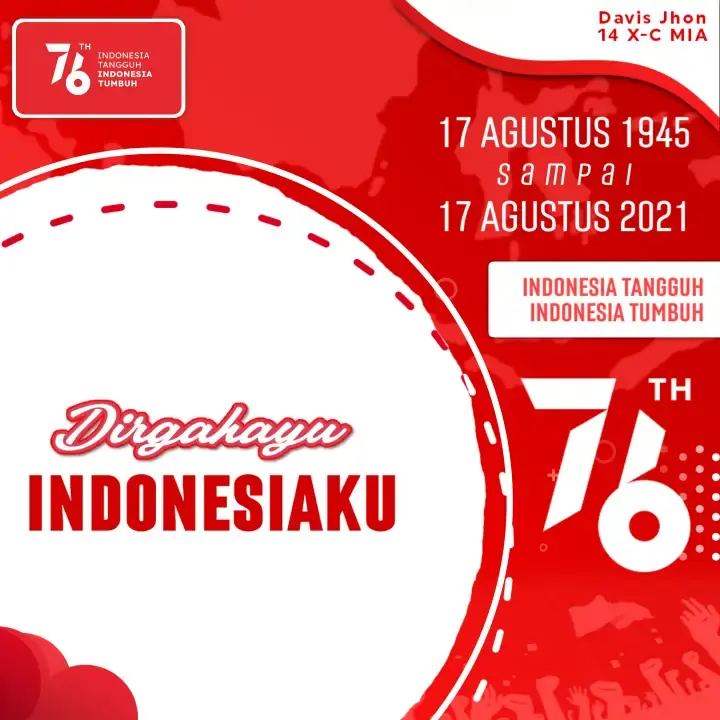 Davis Jhon
14 X-C MIA
76 TH
INDONESIA
TANGGUH
INDONESIA
TUMBUH
17 AGUSTUS 1945
sampai
17 AGUSTUS 2021
INDONESIA TANGGUH
INDONESIA TUMBUH
76 TH
Dirgahayu
INDONESIAKU